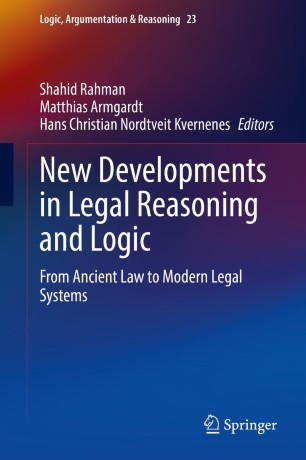 Logic, Argumentation & Reasoning 23
Shahid Rahman
Matthias Armgardt
Hans Christian Nordtveit Kvernenes Editors
New Developments
in Legal Reasoning
and Logic
From Ancient Law to Modern Legal
Systems
Springer